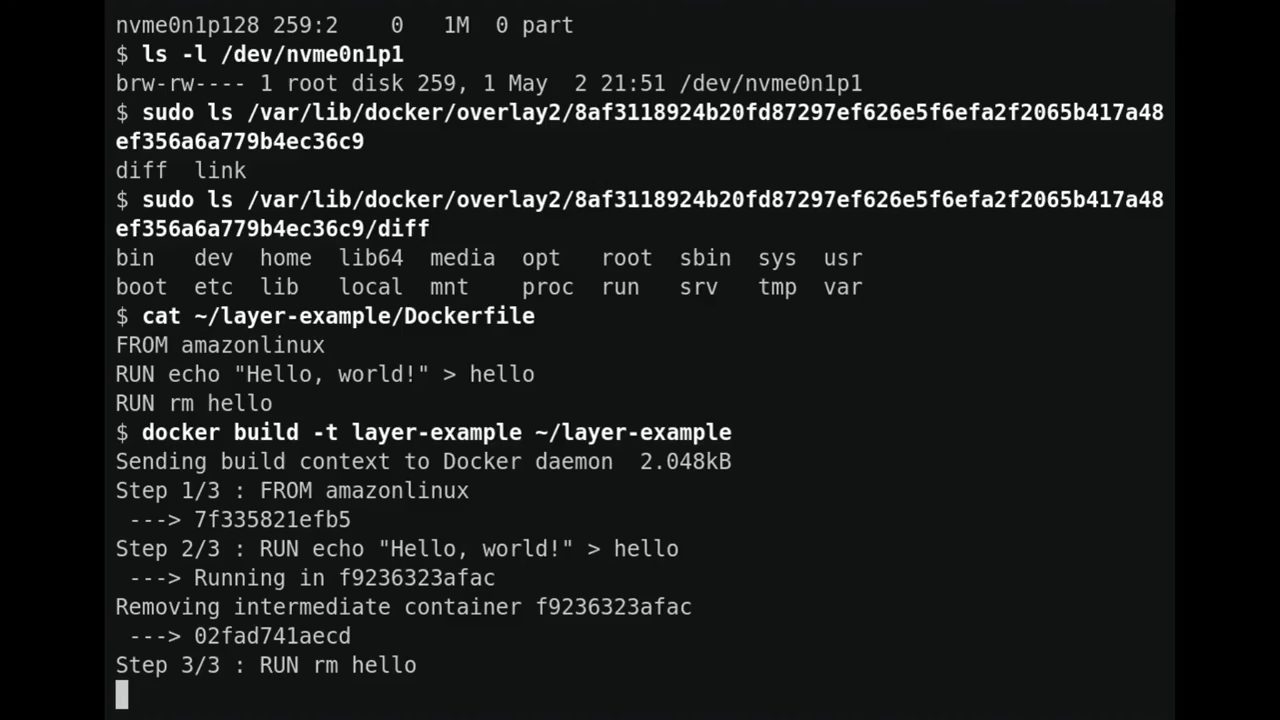 nvme0n1p128 259:2    0   1M  0 part
$ ls -l /dev/nvme0n1p1
brw-rw---- 1 root disk 259, 1 May  2 21:51 /dev/nvme0n1p1
$ sudo ls /var/lib/docker/overlay2/8af3118924b20fd87297ef626e5f6efa2f2065b417a48
ef356a6a779b4ec36c9
diff  link
$ sudo ls /var/lib/docker/overlay2/8af3118924b20fd87297ef626e5f6efa2f2065b417a48
ef356a6a779b4ec36c9/diff
bin   dev  home  lib64  media  opt   root  sbin  sys  usr
boot  etc  lib   local  mnt    proc  run   srv   tmp  var
$ cat ~/layer-example/Dockerfile
FROM amazonlinux
RUN echo "Hello, world!" > hello
RUN rm hello
$ docker build -t layer-example ~/layer-example
Sending build context to Docker daemon  2.048kB
Step 1/3 : FROM amazonlinux
 ---> 7f335821efb5
Step 2/3 : RUN echo "Hello, world!" > hello
 ---> Running in f9236323afac
Removing intermediate container f9236323afac
 ---> 02fad741aecd
Step 3/3 : RUN rm hello